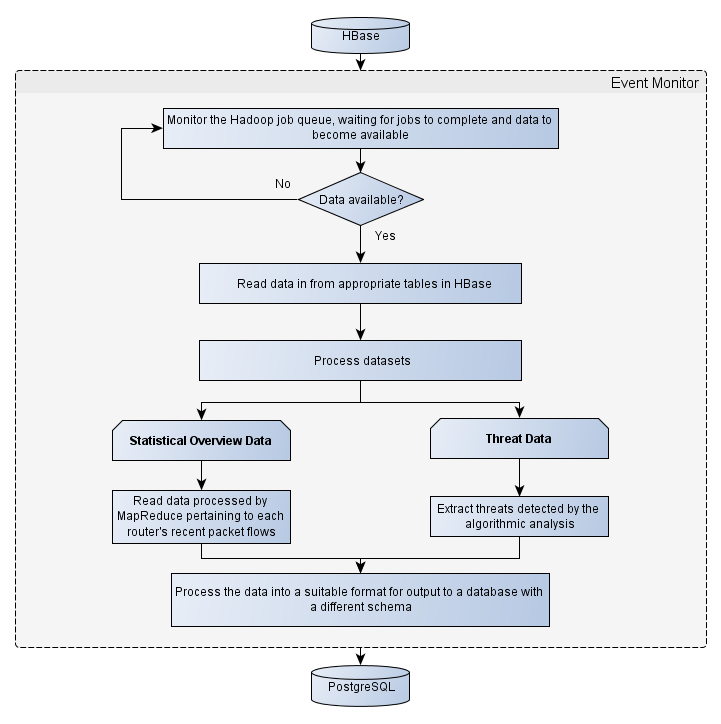 HBase
Event Monitor
Monitor the Hadoop job queue, waiting for jobs to complete and data to
become available
No
Data available?
Yes
Read data in from appropriate tables in HBase
Process datasets
Statistical Overview Data
Threat Data
Read data processed by
MapReduce pertaining to each
router's recent packet flows
Extract threats detected by the
algorithmic analysis
Process the data into a suitable format for output to a database with
a different schema
PostgreSQL